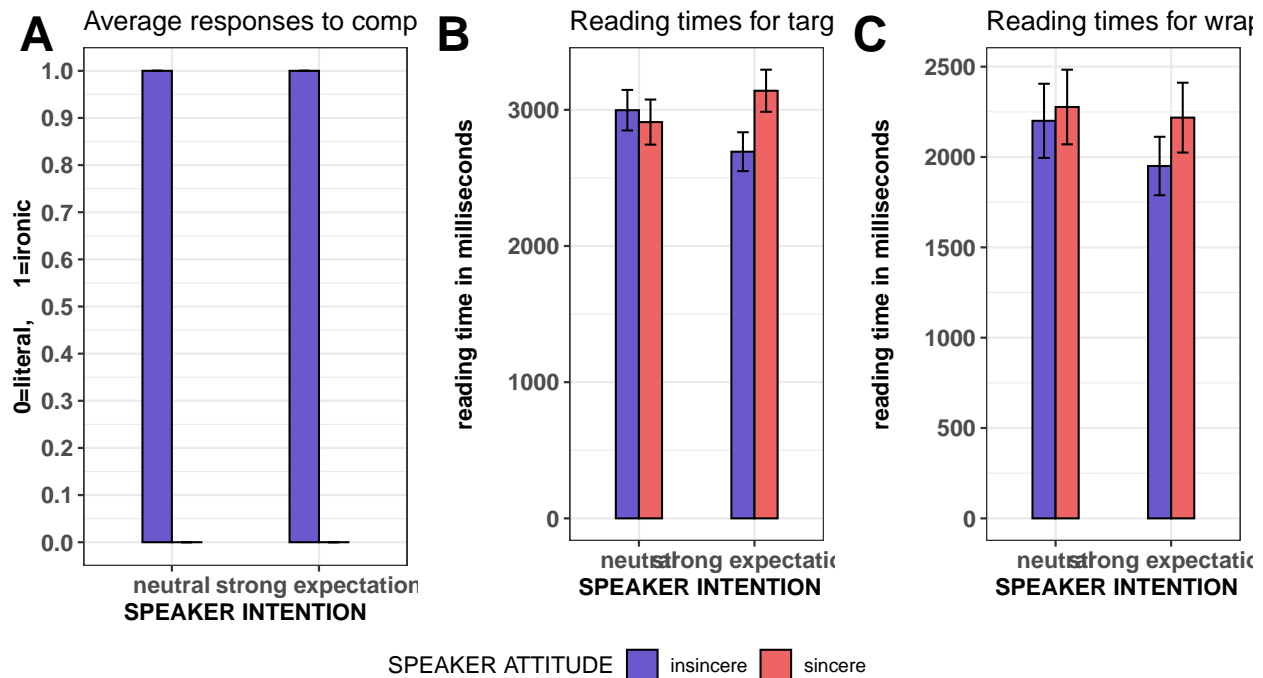 A Average responses to comp
1.0
0.9
0.8
0.7
0.6
0.5
0.4
0.3
0.2
0.1
0.0
0=literal, 1=ironic
neutral strong expectation
SPEAKER INTENTION
B Reading times for targ
3000
2000
1000
0
reading time in milliseconds
neutral strong expectatio
SPEAKER INTENTION
C Reading times for wrap
2500
2000
1500
1000
500
0
reading time in milliseconds
neutral strong expectatio
SPEAKER INTENTION
SPEAKER ATTITUDE insincere sincere